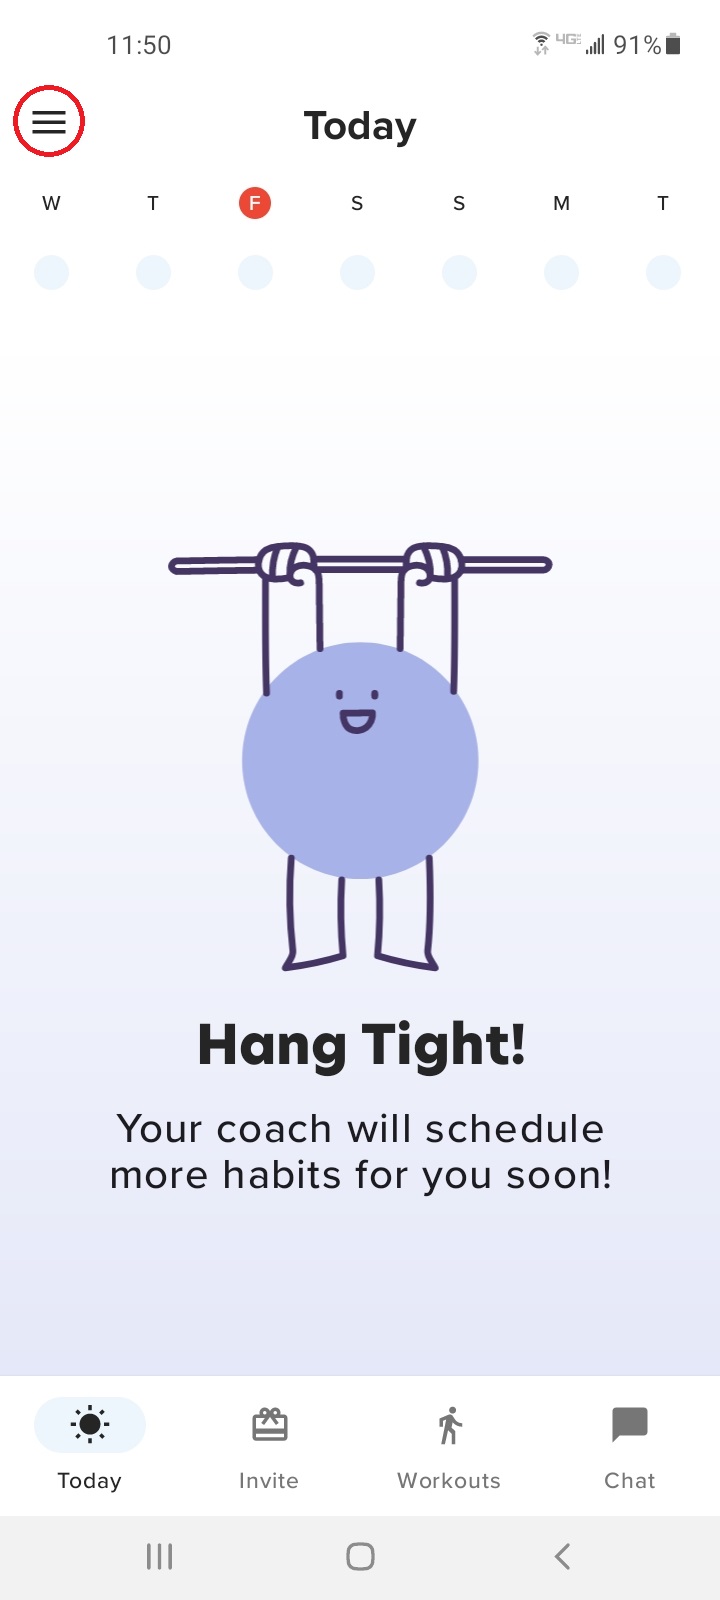 11:50 4G 91%
Today
W T F S S M T
Hang Tight!
Your coach will schedule
more habits for you soon!
Today Invite Workouts Chat